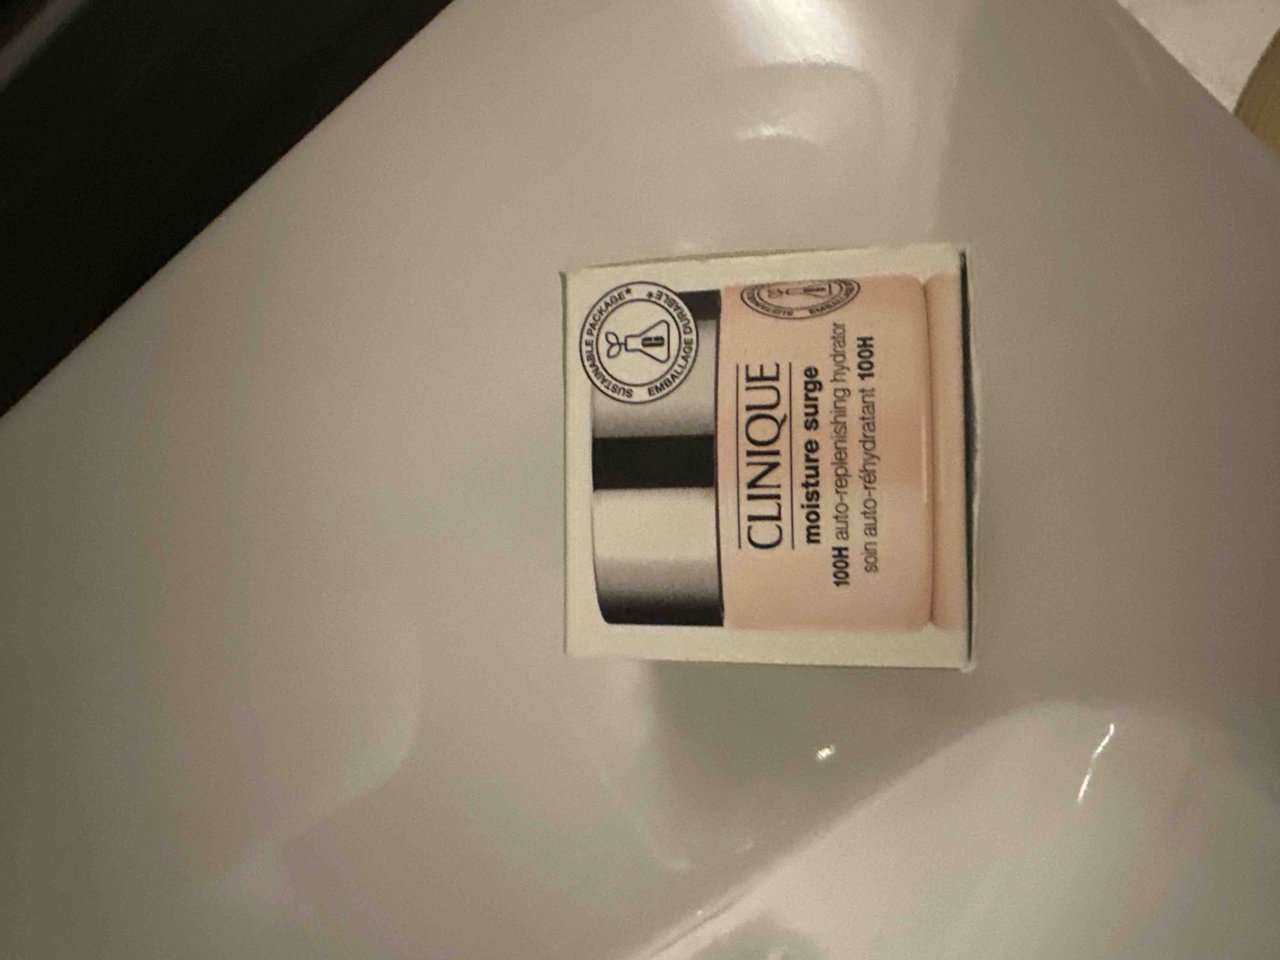 SUSTAINABLE PACKAGE*
EMBALLAGE DURABLE*
C
CLINIQUE
moisture surge
100H auto-replenishing hydrator
soin auto-réhydratant 100H